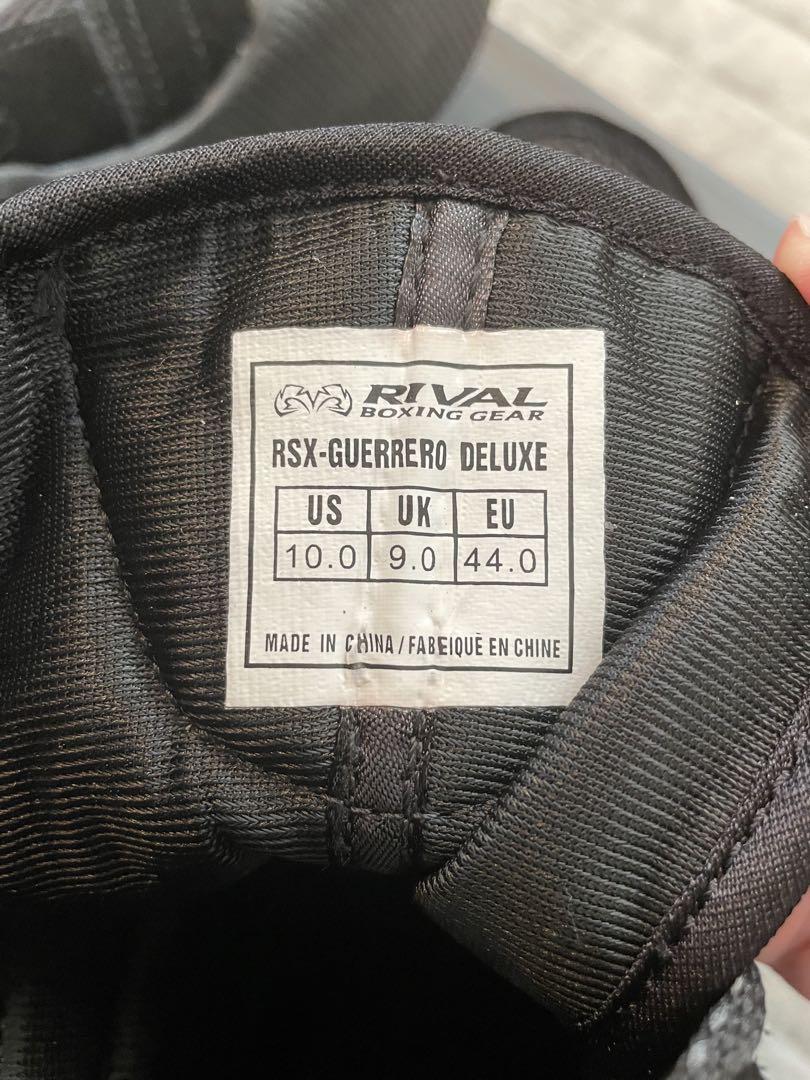 RIVAL
BOXING GEAR
RSX-GUERRERO DELUXE
US UK EU
10.0 9.0 44.0
MADE IN CHINA/FABEIQUĒ EN CHINE